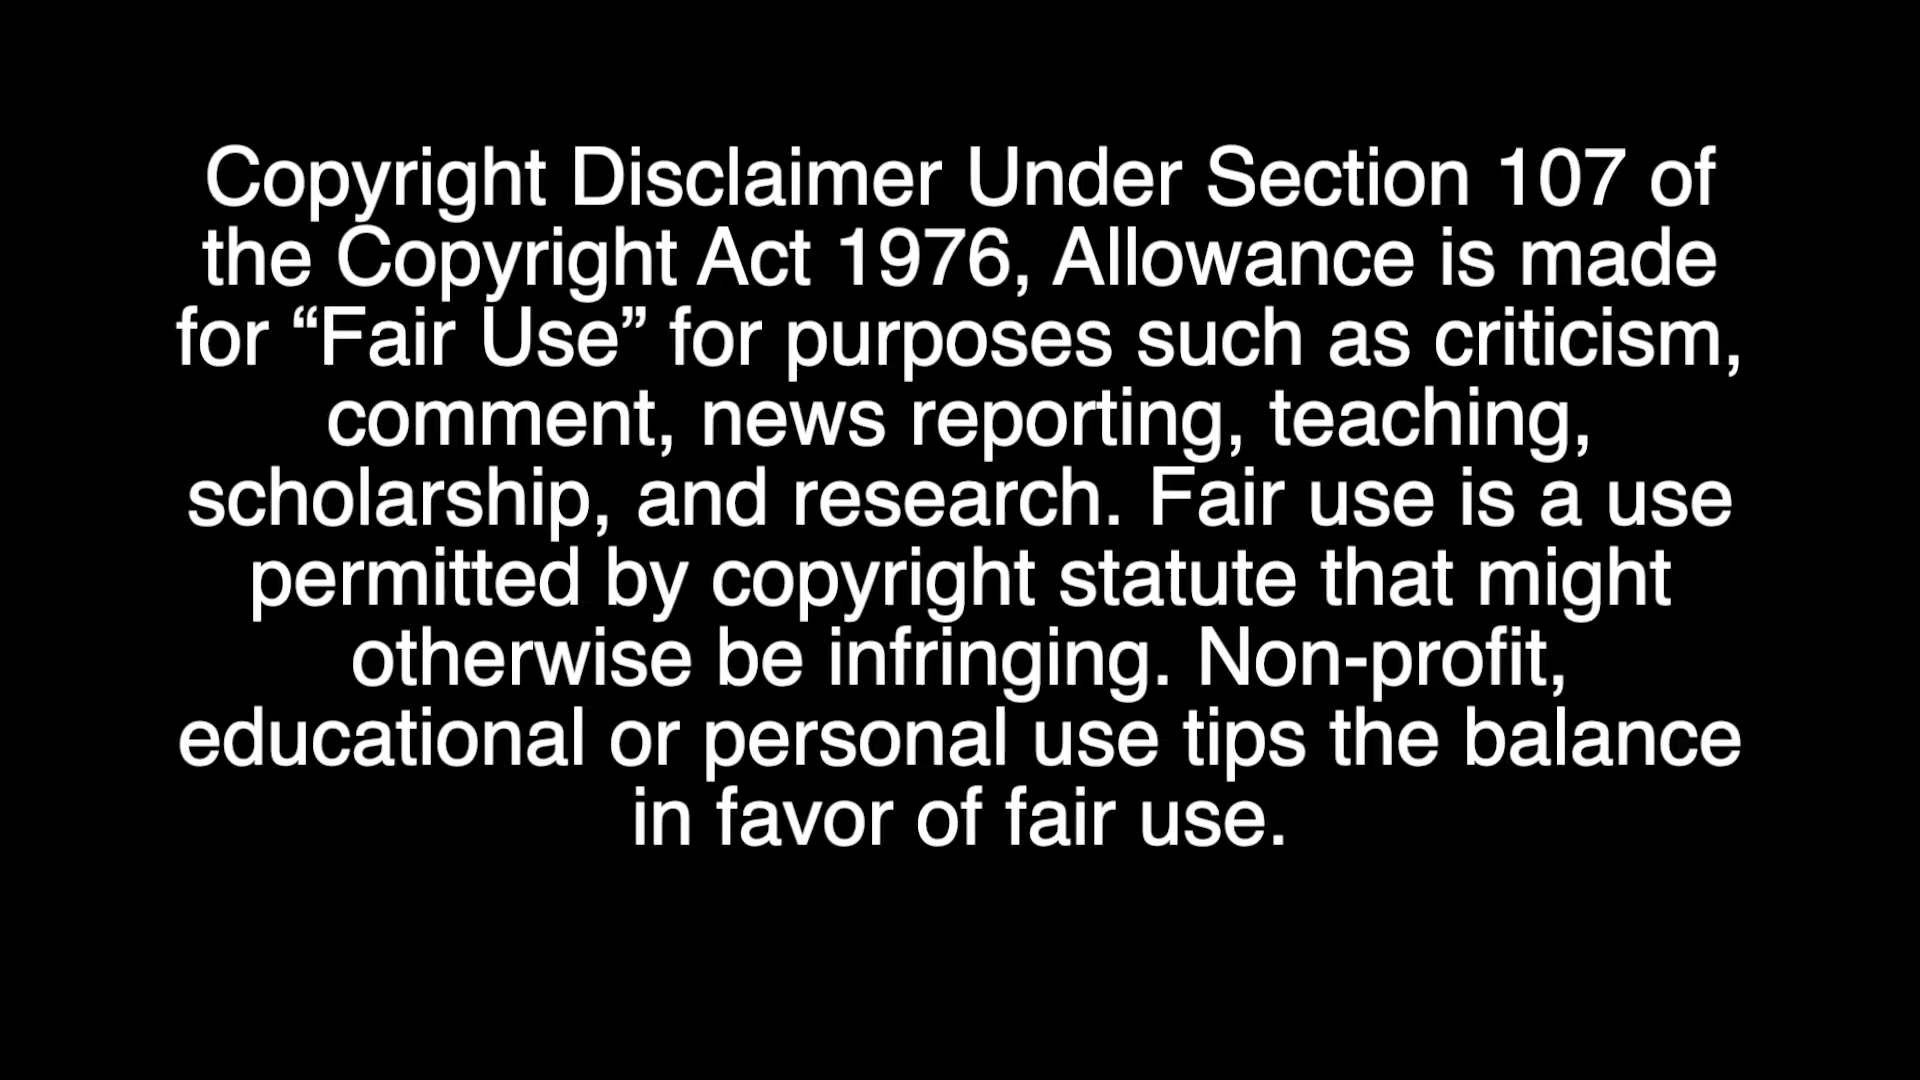 Copyright Disclaimer Under Section 107 of
the Copyright Act 1976, Allowance is made
for “Fair Use” for purposes such as criticism,
comment, news reporting, teaching,
scholarship, and research. Fair use is a use
permitted by copyright statute that might
otherwise be infringing. Non-profit,
educational or personal use tips the balance
in favor of fair use.